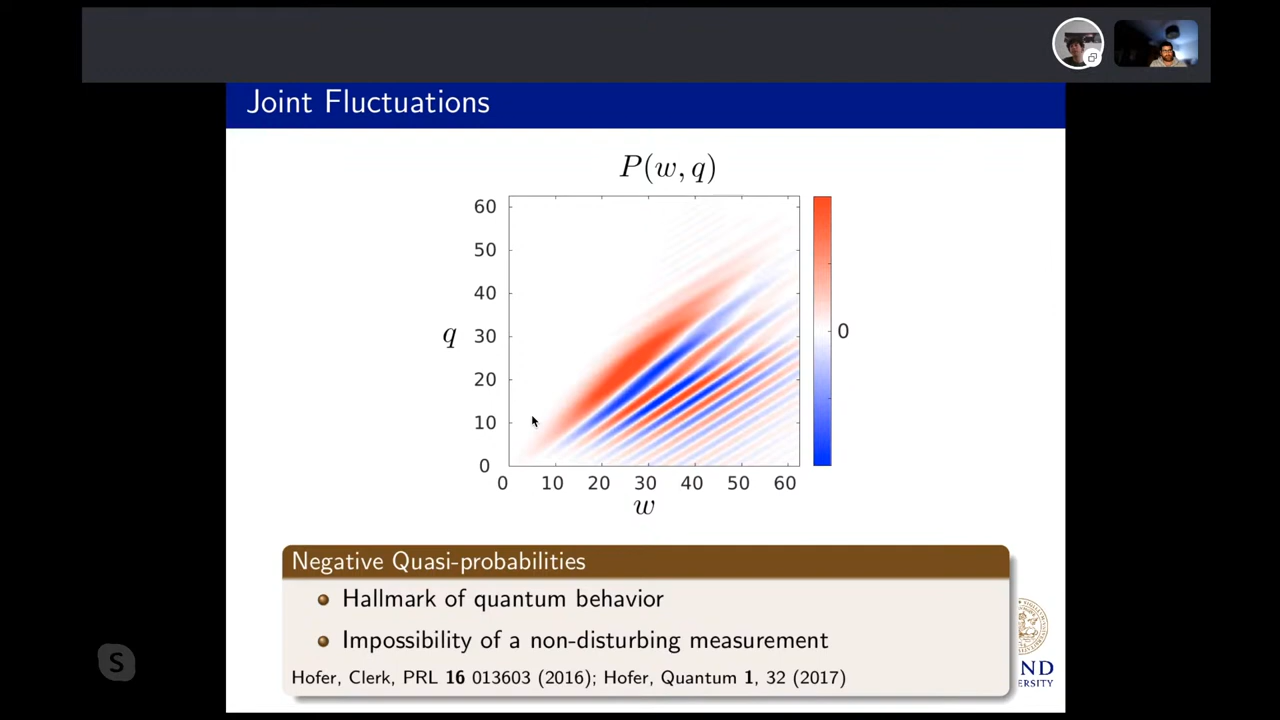 Joint Fluctuations
P(w, q)
60
50
40
q 30
20
10
0
0
0 10 20 30 40 50 60
w
Negative Quasi-probabilities
Hallmark of quantum behavior
Impossibility of a non-disturbing measurement
Hofer, Clerk, PRL 16 013603 (2016); Hofer, Quantum 1, 32 (2017)
ND
ERSITY
S